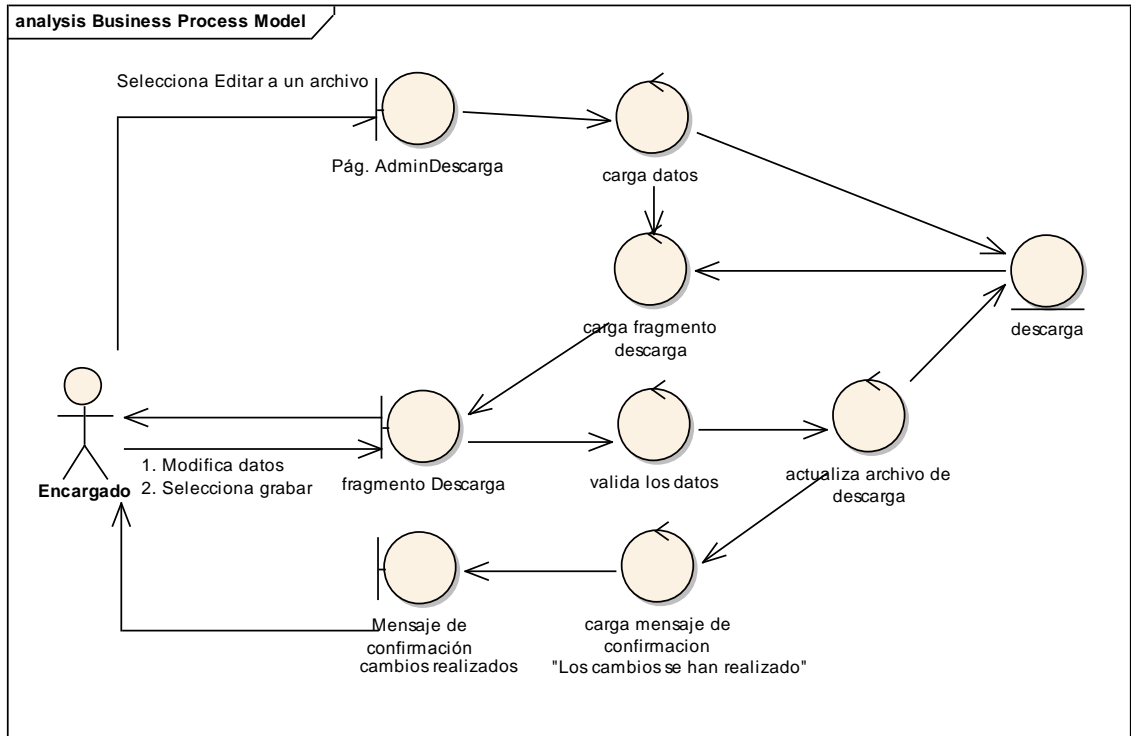 analysis Business Process Model
Selecciona Editar a un archivo
Pág. AdminDescarga
carga datos
carga fragmento
descarga
descarga
Encargado
1. Modifica datos
2. Selecciona grabar
fragmento Descarga
valida los datos
actualiza archivo de
descarga
Mensaje de
confirmación
cambios realizados
carga mensaje de
confirmacion
"Los cambios se han realizado"